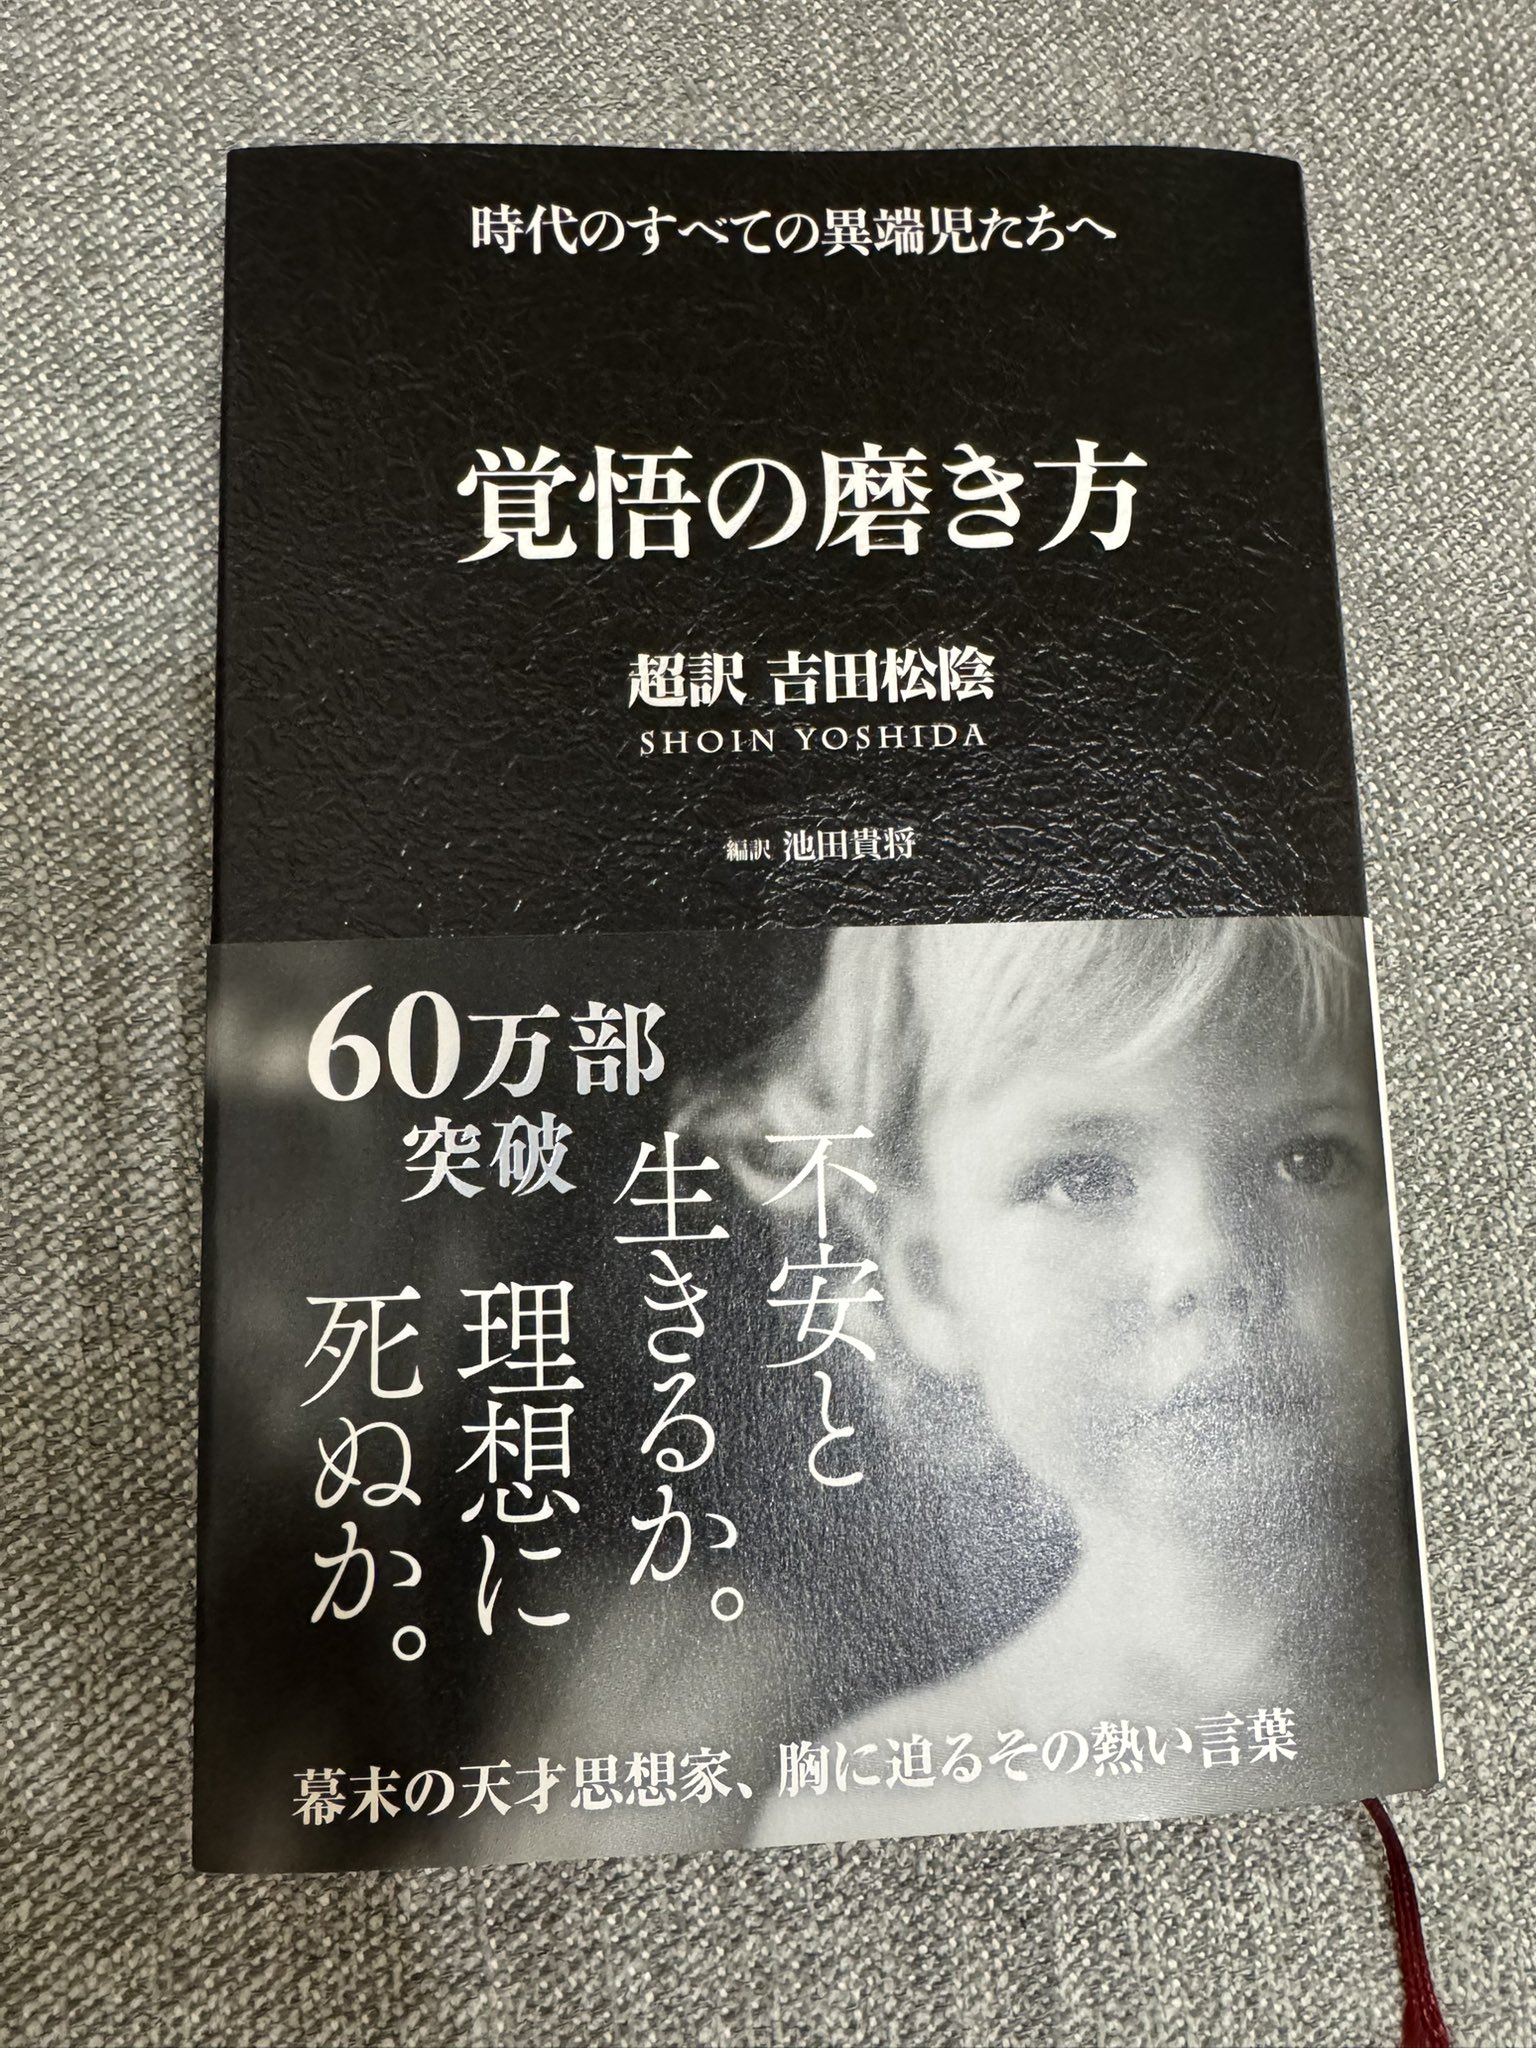 時代のすべての異端児たちへ
覚悟の磨き方
超訳 吉田松陰
SHOIN YOSHIDA
編訳 池田貴将
60万部
突破
不安と
生きるか。
理想に
死ぬか。
幕末の天才思想家、胸に迫るその熱い言葉